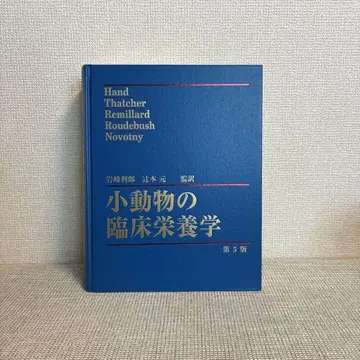 Hand
Thatcher
Remillard
Roudebush
Novotny
岩﨑利郎 辻本 元 監訳
小動物の
臨床栄養学
第5版